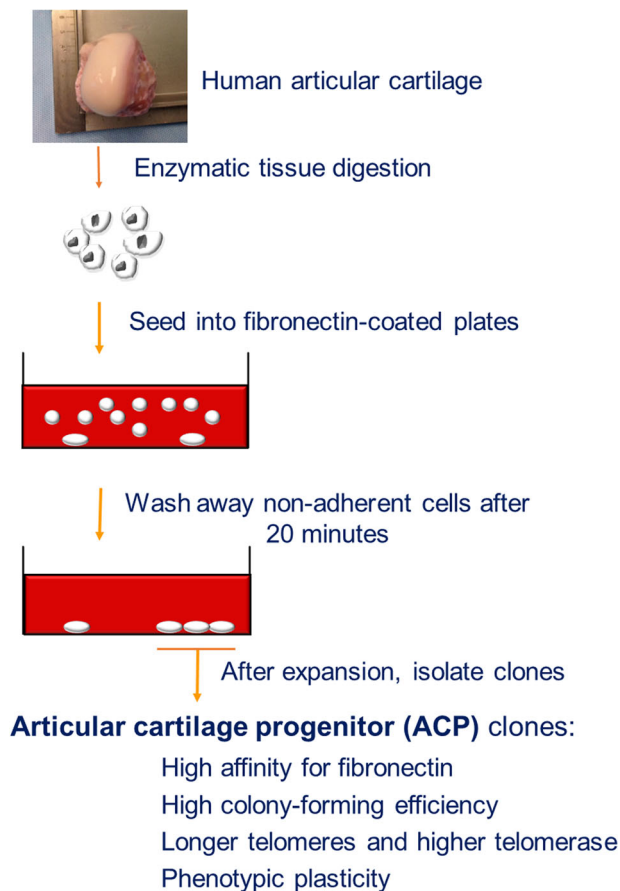 Human articular cartilage
Enzymatic tissue digestion
Seed into fibronectin-coated plates
Wash away non-adherent cells after
20 minutes
After expansion, isolate clones
Articular cartilage progenitor (ACP) clones:
High affinity for fibronectin
High colony-forming efficiency
Longer telomeres and higher telomerase
Phenotypic plasticity